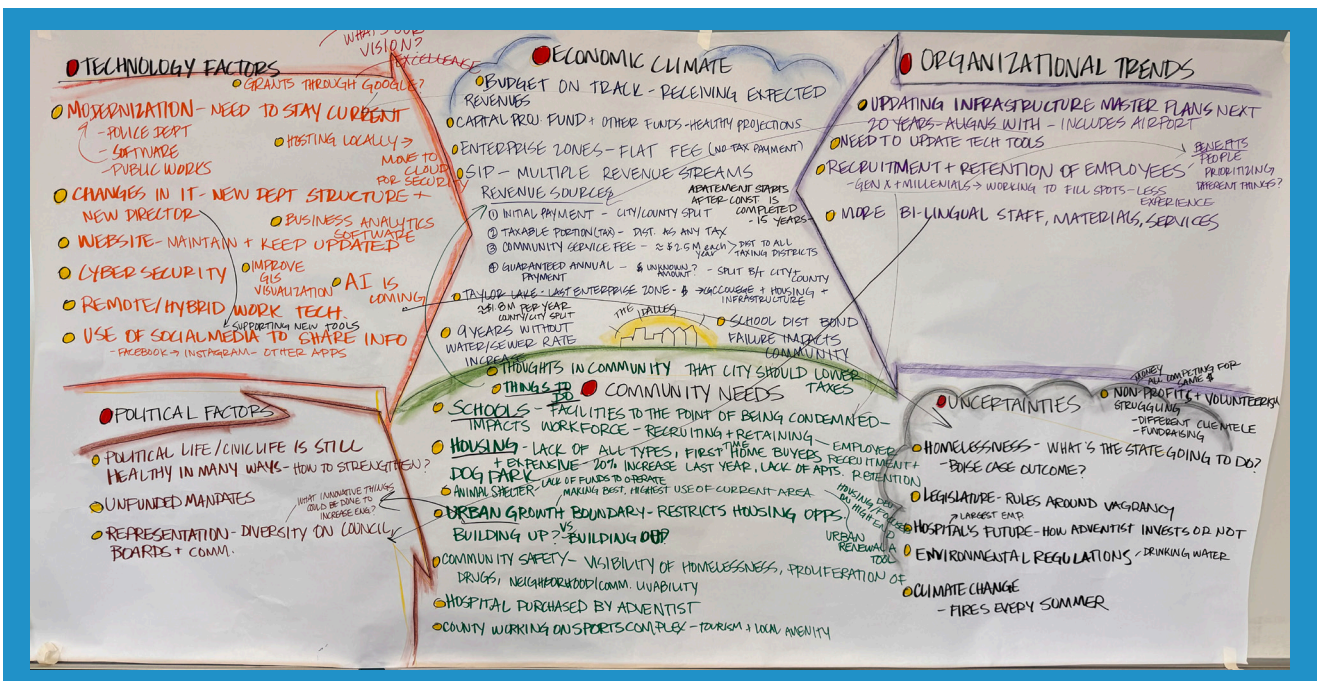 WHAT'S OUR
VISION?
EXCELLENCE
TECHNOLOGY FACTORS
GRANTS THROUGH GOOGLE?
MODERNIZATION - NEED TO STAY CURRENT
- POLICE DEPT
- SOFTWARE
- PUBLIC WORKS
HOSTING LOCALLY →
MOVE TO
CLOUD
FOR SECURITY
CHANGES IN IT - NEW DEPT STRUCTURE +
NEW DIRECTOR
BUSINESS ANALYTICS
SOFTWARE
WEBSITE - MAINTAIN + KEEP UPDATED
CYBER SECURITY
IMPROVE
GIS
VISUALIZATION
AI IS
COMING
REMOTE/HYBRID WORK TECH.
SUPPORTING NEW TOOLS
USE OF SOCIAL MEDIA TO SHARE INFO
- FACEBOOK → INSTAGRAM - OTHER APPS
ECONOMIC CLIMATE
BUDGET ON TRACK - RECEIVING EXPECTED
REVENUES
CAPITAL PROJ. FUND + OTHER FUNDS - HEALTHY PROJECTIONS
ENTERPRISE ZONES - FLAT FEE (NO TAX PAYMENT)
SIP - MULTIPLE REVENUE STREAMS
REVENUE SOURCES
ABATEMENT STARTS
AFTER CONST. IS
COMPLETED
- 15 YEARS -
① INITIAL PAYMENT - CITY/COUNTY SPLIT
② TAXABLE PORTION (TAX) - DIST. AS ANY TAX
③ COMMUNITY SERVICE FEE - ≈ $2.5M each year > DIST TO ALL
TAXING DISTRICTS
④ GUARANTEED ANNUAL PAYMENT - $ UNKNOWN? AMOUNT. - SPLIT B/T CITY +
COUNTY
TAYLOR LAKE - LAST ENTERPRISE ZONE - $ → GC COLLEGE + HOUSING +
INFRASTRUCTURE
≈ $1.8M PER YEAR
COUNTY/CITY SPLIT
9 YEARS WITHOUT
WATER/SEWER RATE
INCREASE
THE DALLES
SCHOOL DIST BOND
FAILURE IMPACTS
COMMUNITY
THOUGHTS IN COMMUNITY THAT CITY SHOULD LOWER
TAXES
ORGANIZATIONAL TRENDS
UPDATING INFRASTRUCTURE MASTER PLANS NEXT
20 YEARS - ALIGNS WITH - INCLUDES AIRPORT
NEED TO UPDATE TECH TOOLS
RECRUITMENT + RETENTION OF EMPLOYEES
- GEN X + MILLENIALS → WORKING TO FILL SPOTS - LESS
EXPERIENCE
BENEFITS
PEOPLE
PRIORITIZING
DIFFERENT THINGS?
MORE BI-LINGUAL STAFF, MATERIALS, SERVICES
POLITICAL FACTORS
POLITICAL LIFE/CIVIC LIFE IS STILL
HEALTHY IN MANY WAYS - HOW TO STRENGTHEN?
UNFUNDED MANDATES
WHAT INNOVATIVE THINGS
COULD BE DONE TO
INCREASE ENG?
REPRESENTATION - DIVERSITY ON COUNCIL
BOARDS + COMM.
THINGS TO
DO
COMMUNITY NEEDS
SCHOOLS - FACILITIES TO THE POINT OF BEING CONDEMNED -
IMPACTS WORKFORCE - RECRUITING + RETAINING
HOUSING - LACK OF ALL TYPES, FIRST TIME HOME BUYERS
+ EXPENSIVE - 20% INCREASE LAST YEAR, LACK OF APTS.
EMPLOYER
RECRUITMENT +
RETENTION
DOG PARK
ANIMAL SHELTER - LACK OF FUNDS TO OPERATE
MAKING BEST, HIGHEST USE OF CURRENT AREA
URBAN GROWTH BOUNDARY - RESTRICTS HOUSING OPPS.
BUILDING UP? VS BUILDING OUT?
URBAN
RENEWAL A
TOOL
COMMUNITY SAFETY - VISIBILITY OF HOMELESSNESS, PROLIFERATION OF
DRUGS, NEIGHBORHOOD/COMM. LIVABILITY
HOSPITAL PURCHASED BY ADVENTIST
COUNTY WORKING ON SPORTS COMPLEX - TOURISM + LOCAL AMENITY
UNCERTAINTIES
MONEY
ALL COMPETING FOR
SAME $
NON-PROFITS + VOLUNTEERISM
STRUGGLING
- DIFFERENT CLIENTELE
- FUNDRAISING
HOMELESSNESS - WHAT'S THE STATE GOING TO DO?
- BOISE CASE OUTCOME?
LEGISLATURE - RULES AROUND VAGRANCY
LARGEST EMP.
HOSPITAL'S FUTURE - HOW ADVENTIST INVESTS OR NOT
ENVIRONMENTAL REGULATIONS - DRINKING WATER
CLIMATE CHANGE
- FIRES EVERY SUMMER